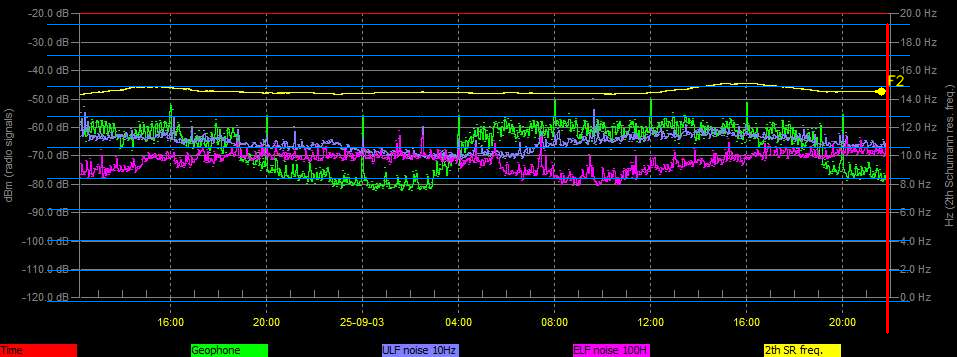 -20.0 dB 20.0 Hz
-30.0 dB 18.0 Hz
-40.0 dB 16.0 Hz
F2
-50.0 dB 14.0 Hz
-60.0 dB 12.0 Hz
-70.0 dB 10.0 Hz
-80.0 dB 8.0 Hz
-90.0 dB 6.0 Hz
-100.0 dB 4.0 Hz
-110.0 dB 2.0 Hz
-120.0 dB 0.0 Hz
dBm (radio signals)
Hz (2th Schumann res. freq.)
16:00 20:00 25-09-03 04:00 08:00 12:00 16:00 20:00
Time Geophone ULF noise 10Hz ELF noise 100H 2th SR freq.